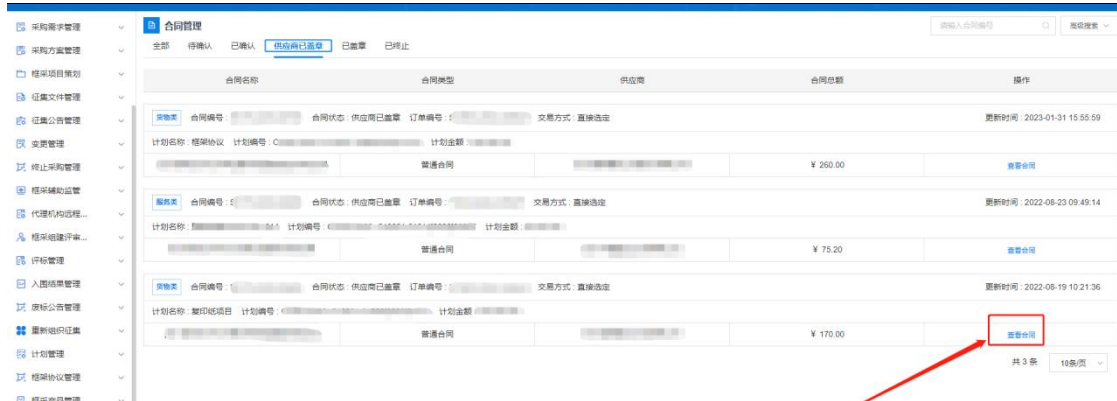 采购需求管理
采购方案管理
框采项目策划
征集文件管理
征集公告管理
变更管理
终止采购管理
框采辅助监管
代理机构远程...
框采组建评审...
评标管理
入围结果管理
废标公告管理
重新组织征集
计划管理
框架协议管理
框采商品管理
合同管理
请输入合同编号 高级搜索
全部 待确认 已确认 供应商已盖章 已盖章 已终止
合同名称 合同类型 供应商 合同总额 操作
货物类 合同编号: 合同状态:供应商已盖章 订单编号: 交易方式:直接选定 更新时间:2023-01-31 15:55:59
计划名称:框架协议 计划编号: 计划金额:
普通合同 ¥ 260.00 查看合同
服务类 合同编号: 合同状态:供应商已盖章 订单编号: 交易方式:直接选定 更新时间:2022-08-23 09:49:14
计划名称: 计划编号: 计划金额:
普通合同 ¥ 75.20 查看合同
货物类 合同编号: 合同状态:供应商已盖章 订单编号: 交易方式:直接选定 更新时间:2022-08-19 10:21:36
计划名称:复印纸项目 计划编号: 计划金额:
普通合同 ¥ 170.00 查看合同
共 3 条 10条/页